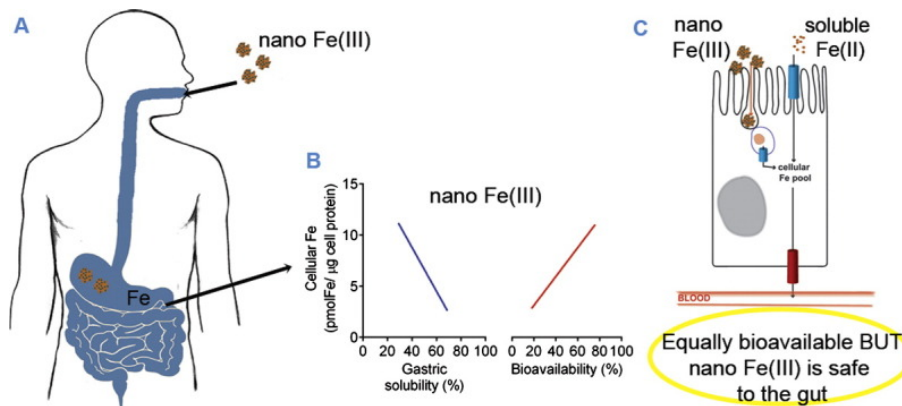 A
nano Fe(III)
Fe
B
nano Fe(III)
Cellular Fe
(pmolFe/ µg cell protein)
15
10
5
0
0 20 40 60 80 100
Gastric
solubility (%)
0 20 40 60 80 100
Bioavailability (%)
C
nano
Fe(III)
soluble
Fe(II)
cellular
Fe pool
BLOOD
Equally bioavailable BUT
nano Fe(III) is safe
to the gut